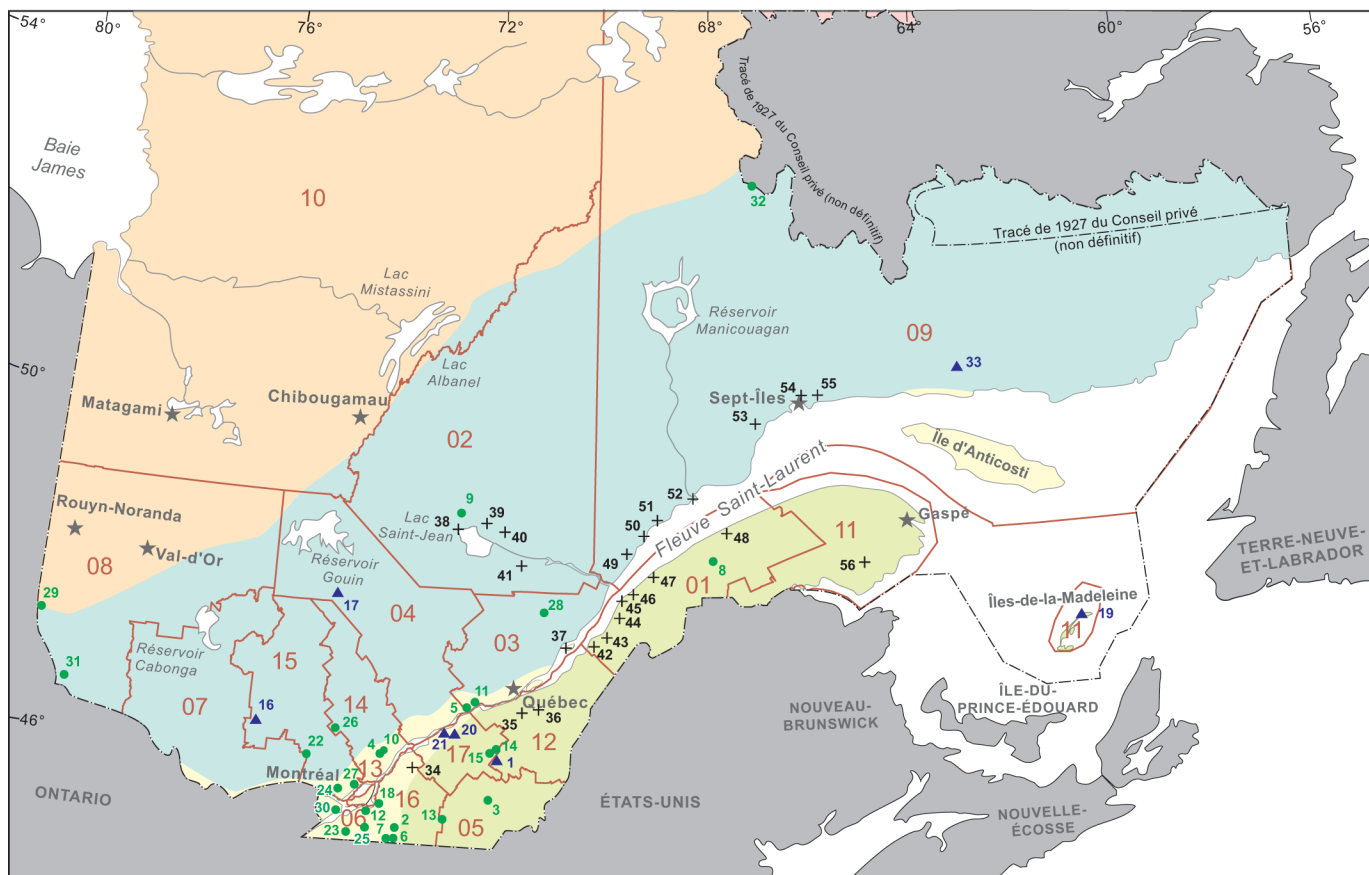 54°
80°
76°
72°
68°
64°
60°
56°
Tracé de 1927 du Conseil privé (non définitif)
Baie
James
10
32
Tracé de 1927 du Conseil privé
(non définitif)
Lac
Mistassini
Réservoir
Manicouagan
09
33
50°
Lac
Albanel
Chibougamau
Matagami
54
55
Sept-Îles
53
02
Île d'Anticosti
Fleuve Saint-Laurent
Rouyn-Noranda
9
39
38
Lac
Saint-Jean
40
41
52
51
50
49
48
Gaspé
11
Val-d'Or
08
Réservoir
Gouin
17
56
TERRE-NEUVE-
ET-LABRADOR
8
01
47
46
45
44
43
42
29
04
28
03
37
Îles-de-la-Madeleine
19
11
31
Réservoir
Cabonga
15
07
16
14
26
Québec
11
5
35
36
46°
NOUVEAU-
BRUNSWICK
ÎLE-DU-
PRINCE-ÉDOUARD
22
4
10
21
20
17
12
14
15
1
34
13
Montréal
27
24
18
16
30
06
12
23
25
7
2
6
13
3
05
ONTARIO
ÉTATS-UNIS
NOUVELLE-
ÉCOSSE